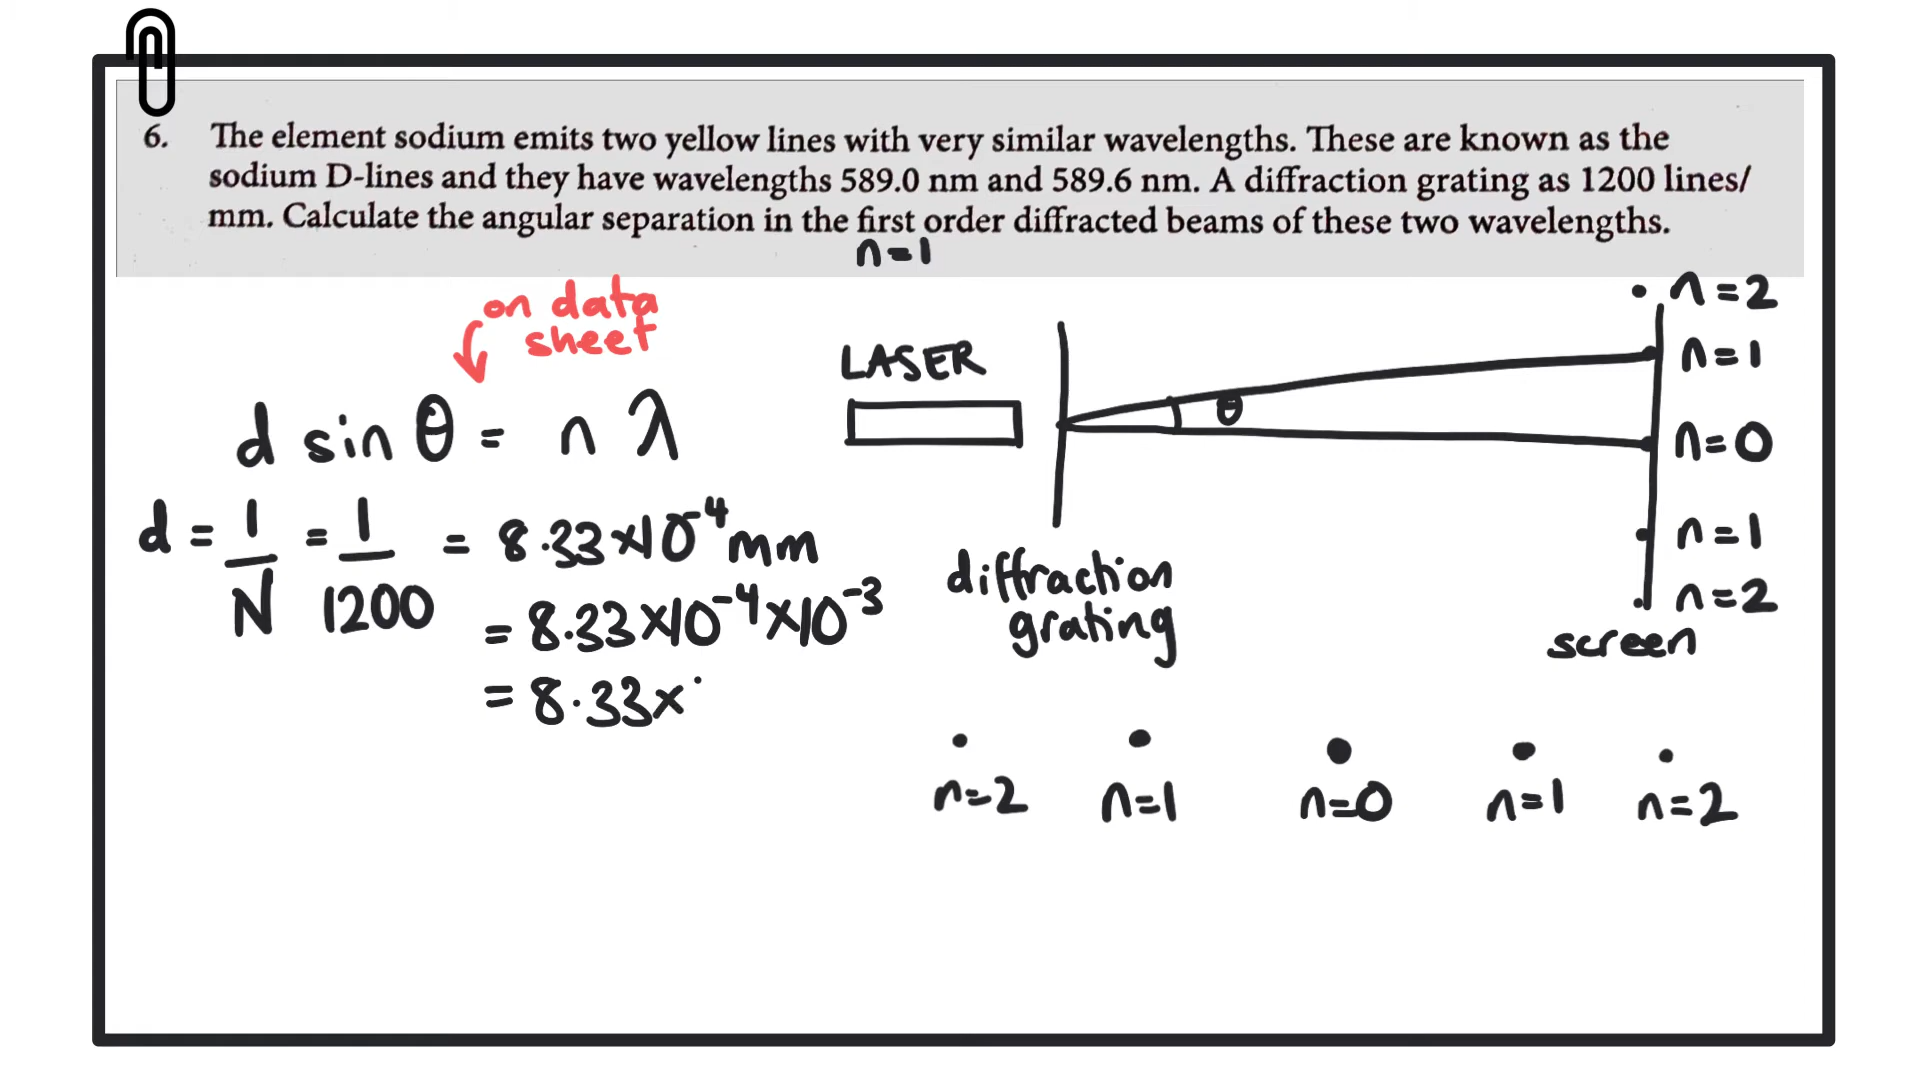 6. The element sodium emits two yellow lines with very similar wavelengths. These are known as the
sodium D-lines and they have wavelengths 589.0 nm and 589.6 nm. A diffraction grating as 1200 lines/
mm. Calculate the angular separation in the first order diffracted beams of these two wavelengths.
n=1
on data
sheet
d sin θ = n λ
d = 1/N = 1/1200 = 8.33×10⁻⁴ mm
= 8.33×10⁻⁴×10⁻³
= 8.33×
LASER
θ
n=2
n=1
n=0
n=1
n=2
diffraction
grating
screen
n=2 n=1 n=0 n=1 n=2